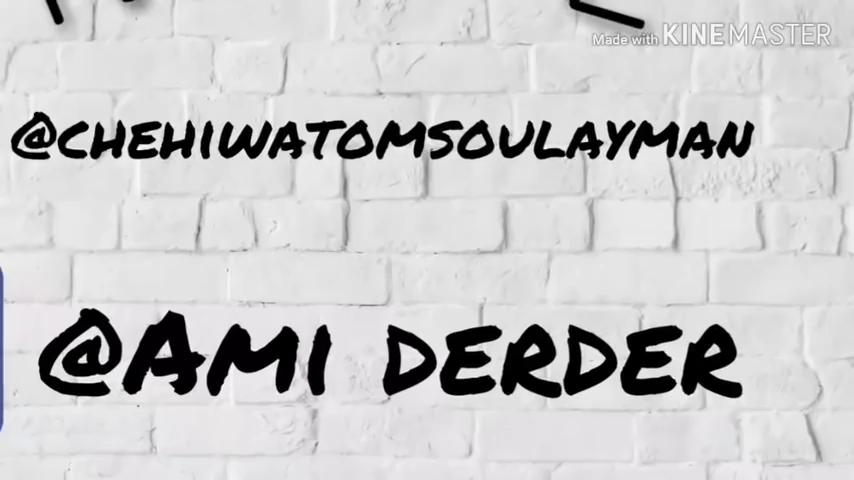 Made with KINEMASTER
@CHEHIWATOMSOULAYMAN
@AMI DERDER